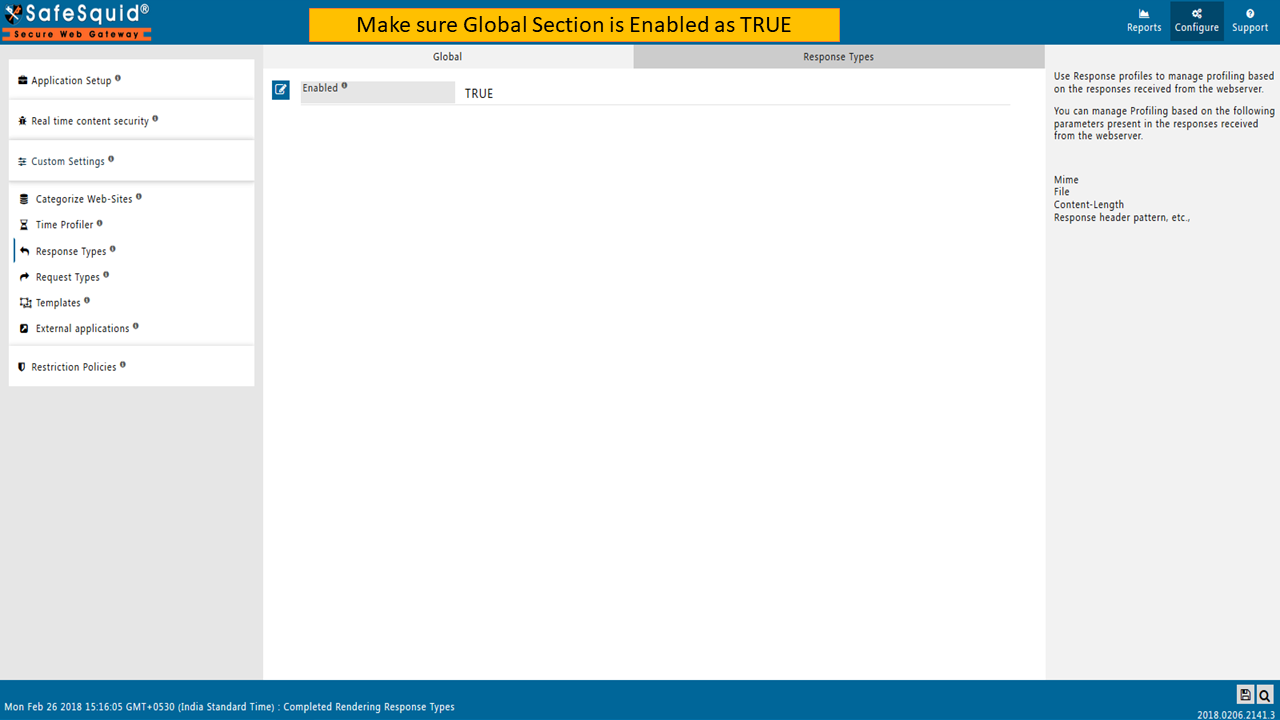 SafeSquid®
Secure Web Gateway
Make sure Global Section is Enabled as TRUE
Reports
Configure
Support
Application Setup
Real time content security
Custom Settings
Categorize Web-Sites
Time Profiler
Response Types
Request Types
Templates
External applications
Restriction Policies
Global
Response Types
Enabled
TRUE
Use Response profiles to manage profiling based
on the responses received from the webserver.
You can manage Profiling based on the following
parameters present in the responses received
from the webserver.
Mime
File
Content-Length
Response header pattern, etc.,
Mon Feb 26 2018 15:16:05 GMT+0530 (India Standard Time) : Completed Rendering Response Types
2018.0206.2141.3